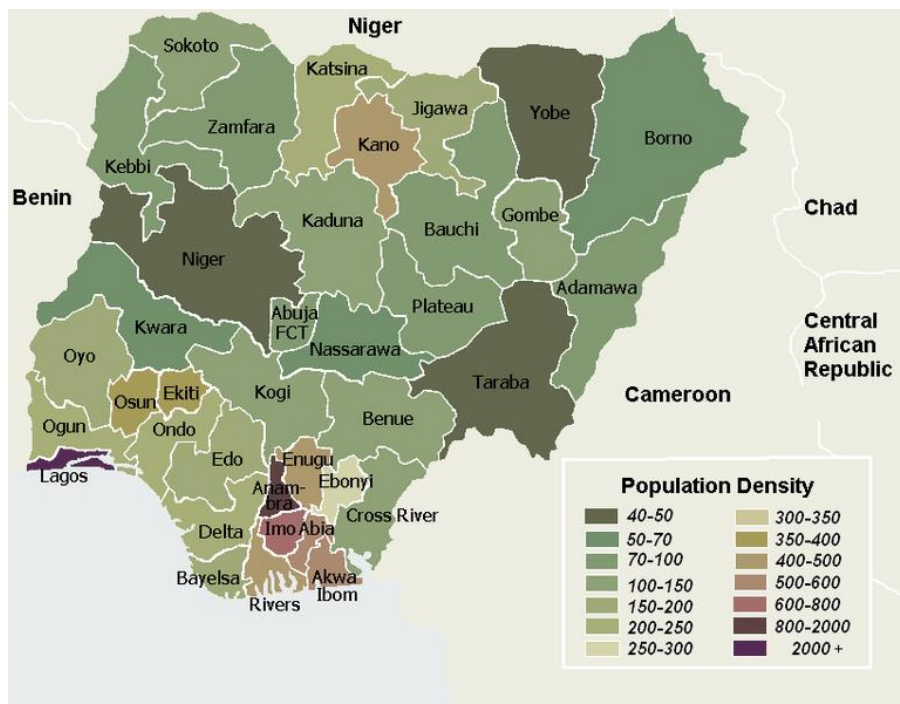 Niger
Sokoto
Katsina
Jigawa
Yobe
Zamfara
Kano
Borno
Kebbi
Benin
Chad
Gombe
Kaduna
Bauchi
Niger
Adamawa
Abuja
FCT
Plateau
Kwara
Nassarawa
Central
African
Republic
Oyo
Taraba
Cameroon
Osun
Ekiti
Kogi
Benue
Ogun
Ondo
Edo
Enugu
Lagos
Anam-
bra
Ebonyi
Cross River
Imo
Abia
Delta
Bayelsa
Akwa
Ibom
Rivers
Population Density
40-50
50-70
70-100
100-150
150-200
200-250
250-300
300-350
350-400
400-500
500-600
600-800
800-2000
2000 +